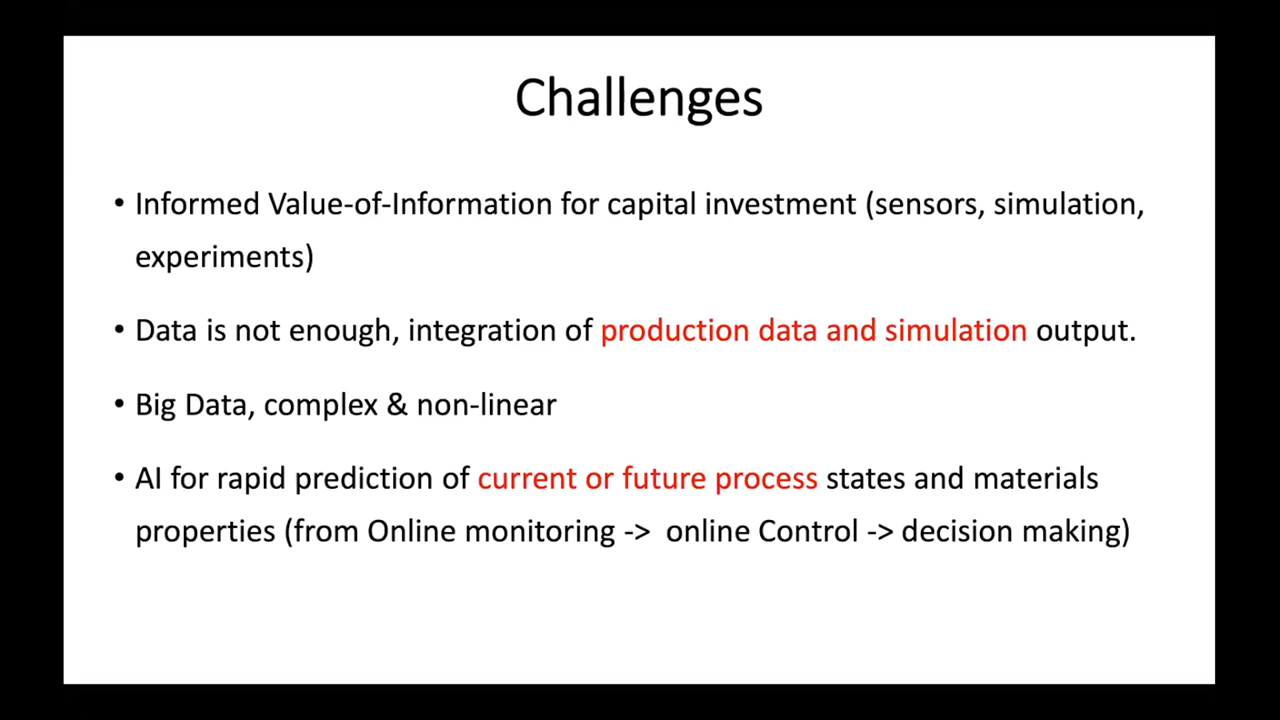 Challenges
• Informed Value-of-Information for capital investment (sensors, simulation,
experiments)
• Data is not enough, integration of production data and simulation output.
• Big Data, complex & non-linear
• AI for rapid prediction of current or future process states and materials
properties (from Online monitoring -> online Control -> decision making)